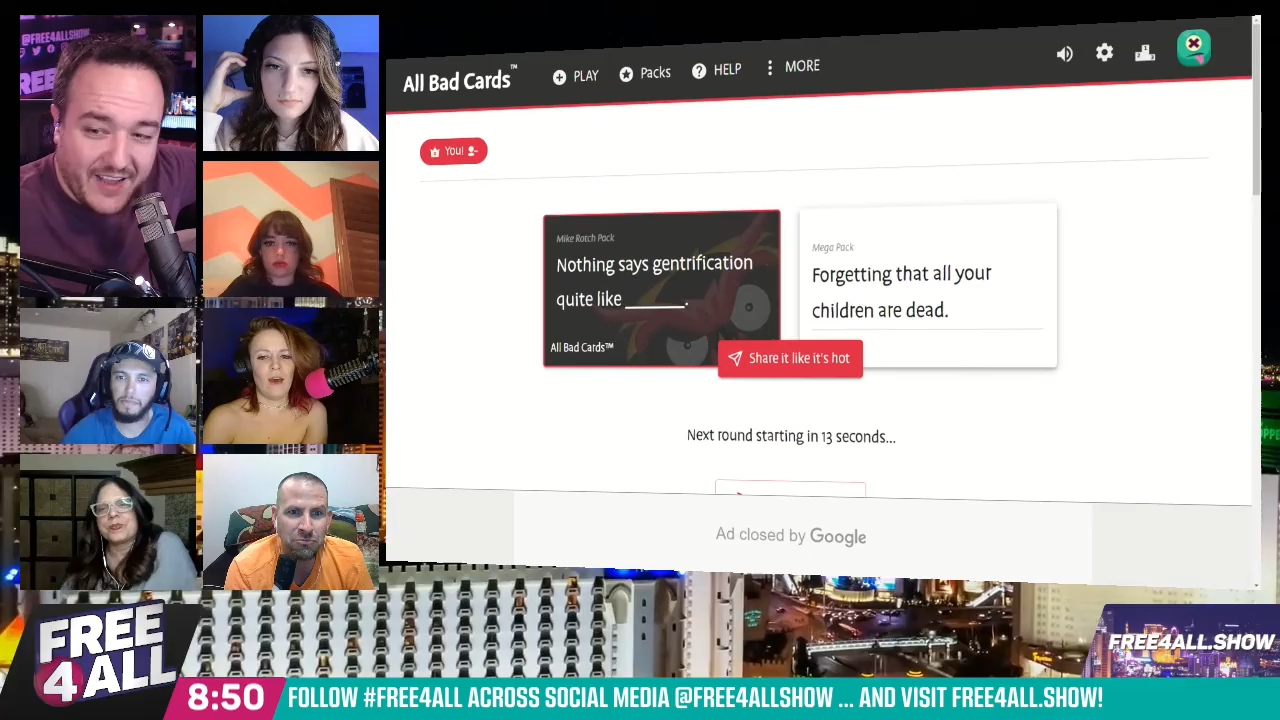 @FREE4ALLSHOW
FREE
All Bad Cards™
PLAY
Packs
HELP
MORE
You!
Mike Rotch Pack
Nothing says gentrification
quite like ______.
All Bad Cards™
Mega Pack
Forgetting that all your
children are dead.
Share it like it's hot
Next round starting in 13 seconds...
Ad closed by Google
FREE
4ALL
FREE4ALL.SHOW
8:50
FOLLOW #FREE4ALL ACROSS SOCIAL MEDIA @FREE4ALLSHOW ... AND VISIT FREE4ALL.SHOW!